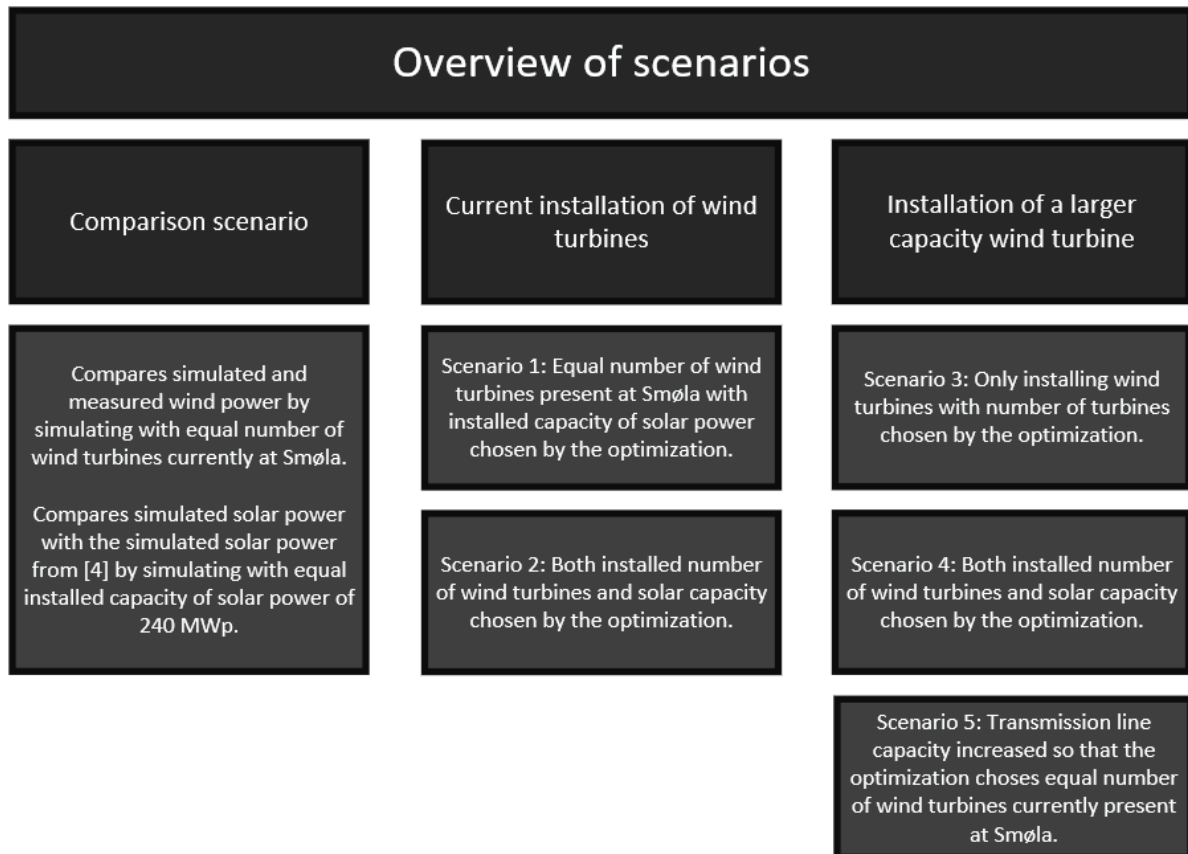 Overview of scenarios
Comparison scenario
Compares simulated and
measured wind power by
simulating with equal number of
wind turbines currently at Smøla.
Compares simulated solar power
with the simulated solar power
from [4] by simulating with equal
installed capacity of solar power of
240 MWp.
Current installation of wind
turbines
Scenario 1: Equal number of wind
turbines present at Smøla with
installed capacity of solar power
chosen by the optimization.
Scenario 2: Both installed number
of wind turbines and solar capacity
chosen by the optimization.
Installation of a larger
capacity wind turbine
Scenario 3: Only installing wind
turbines with number of turbines
chosen by the optimization.
Scenario 4: Both installed number
of wind turbines and solar capacity
chosen by the optimization.
Scenario 5: Transmission line
capacity increased so that the
optimization choses equal number
of wind turbines currently present
at Smøla.